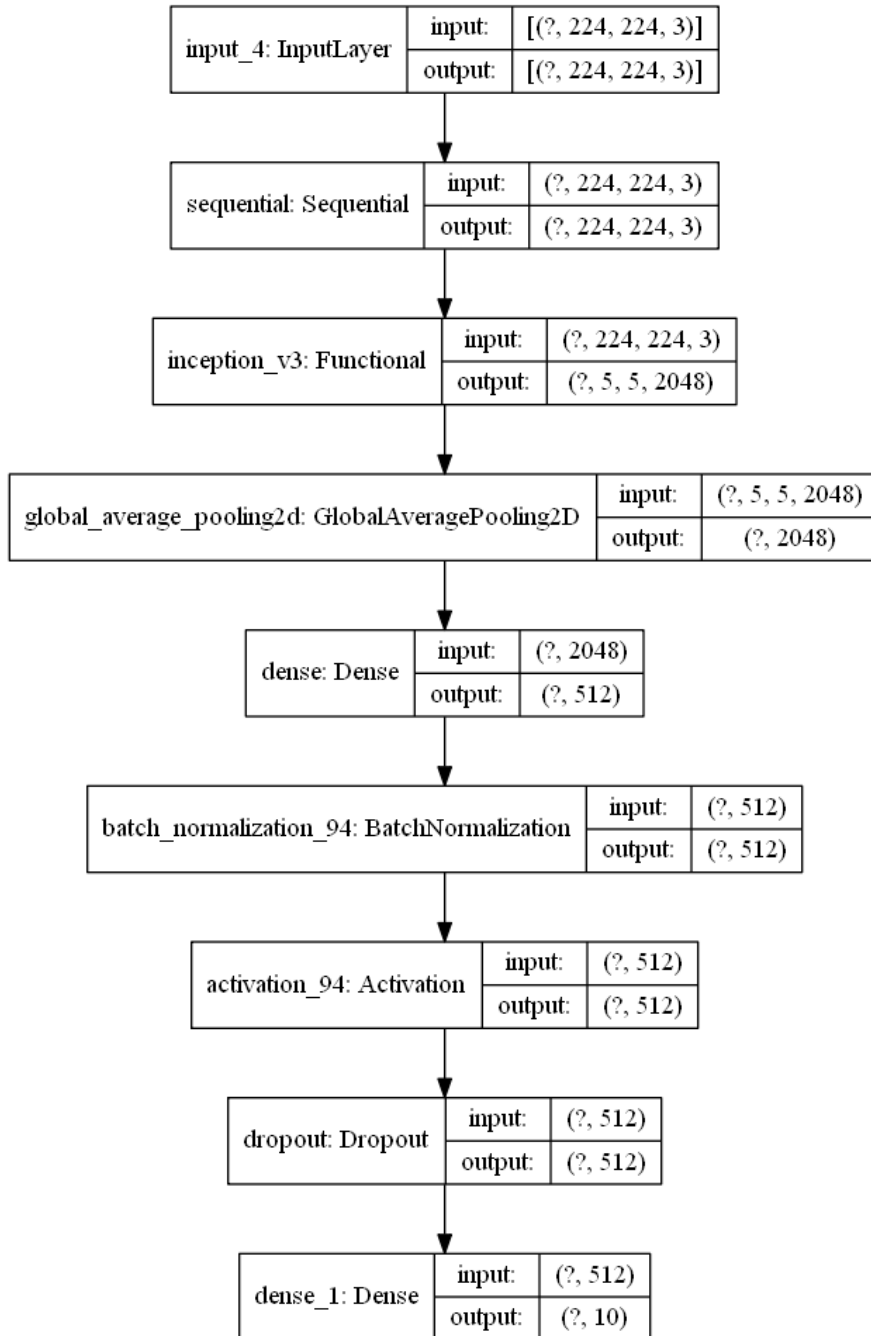 input_4: InputLayer input: [(?, 224, 224, 3)]
output: [(?, 224, 224, 3)]
sequential: Sequential input: (?, 224, 224, 3)
output: (?, 224, 224, 3)
inception_v3: Functional input: (?, 224, 224, 3)
output: (?, 5, 5, 2048)
global_average_pooling2d: GlobalAveragePooling2D input: (?, 5, 5, 2048)
output: (?, 2048)
dense: Dense input: (?, 2048)
output: (?, 512)
batch_normalization_94: BatchNormalization input: (?, 512)
output: (?, 512)
activation_94: Activation input: (?, 512)
output: (?, 512)
dropout: Dropout input: (?, 512)
output: (?, 512)
dense_1: Dense input: (?, 512)
output: (?, 10)